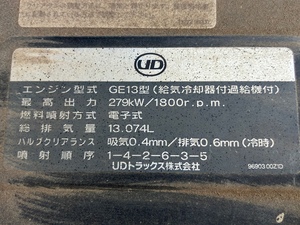 UD
エンジン型式 GE13型(給気冷却器付過給機付)
最高出力 279kW/1800r.p.m.
燃料噴射方式 電子式
総排気量 13.074L
バルブクリアランス 吸気0.4mm/排気0.6mm(冷時)
噴射順序 1-4-2-6-3-5
UDトラックス株式会社 96903 00Z1D